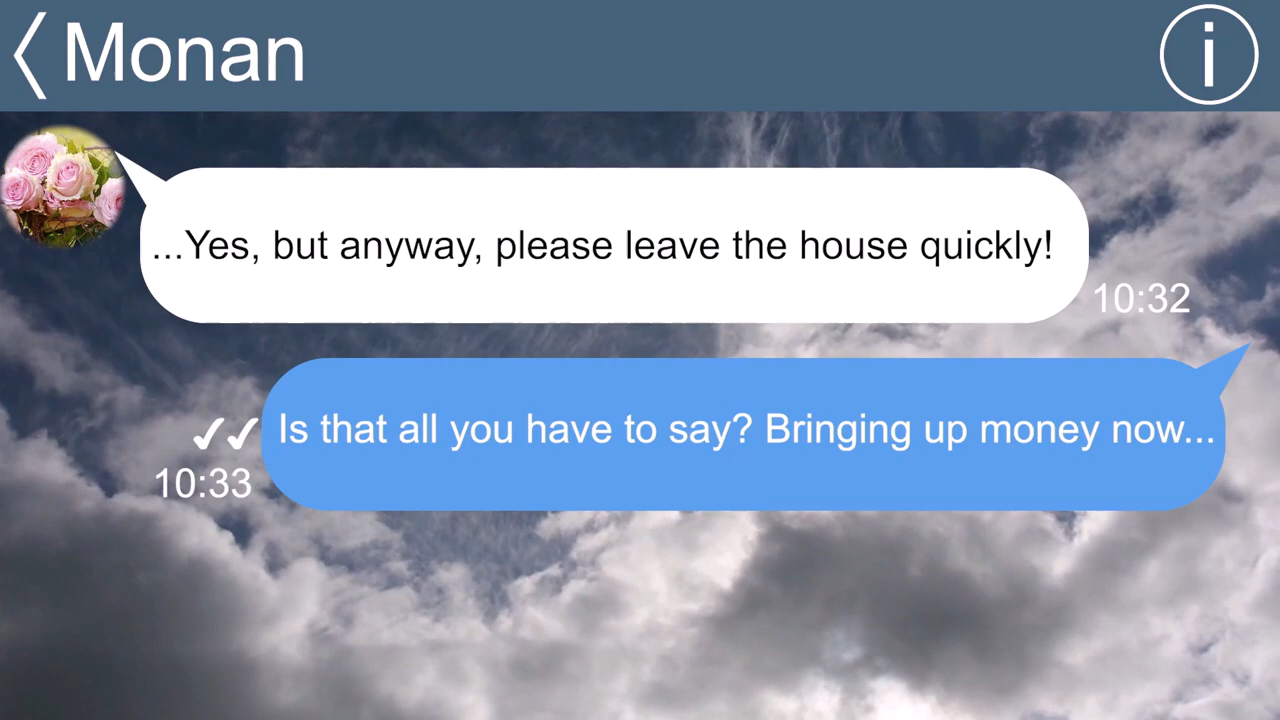 Monan
i
...Yes, but anyway, please leave the house quickly!
10:32
Is that all you have to say? Bringing up money now...
10:33